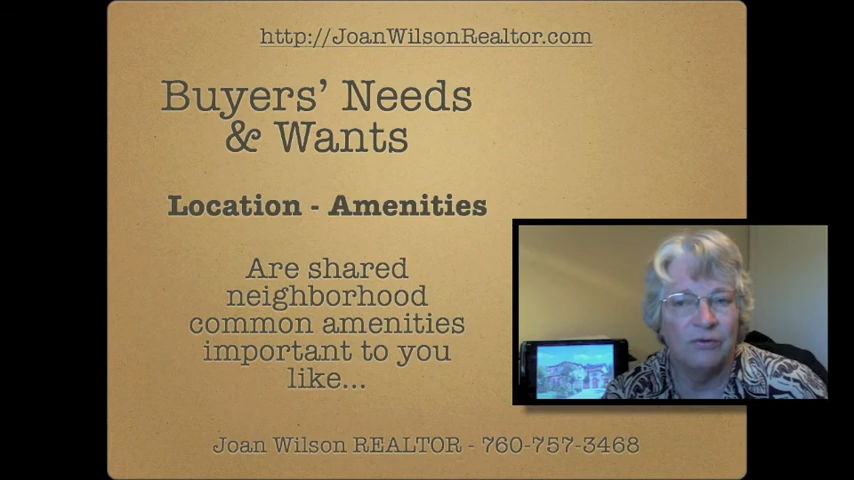 http://JoanWilsonRealtor.com
Buyers’ Needs
& Wants
Location - Amenities
Are shared
neighborhood
common amenities
important to you
like...
Joan Wilson REALTOR - 760-757-3468